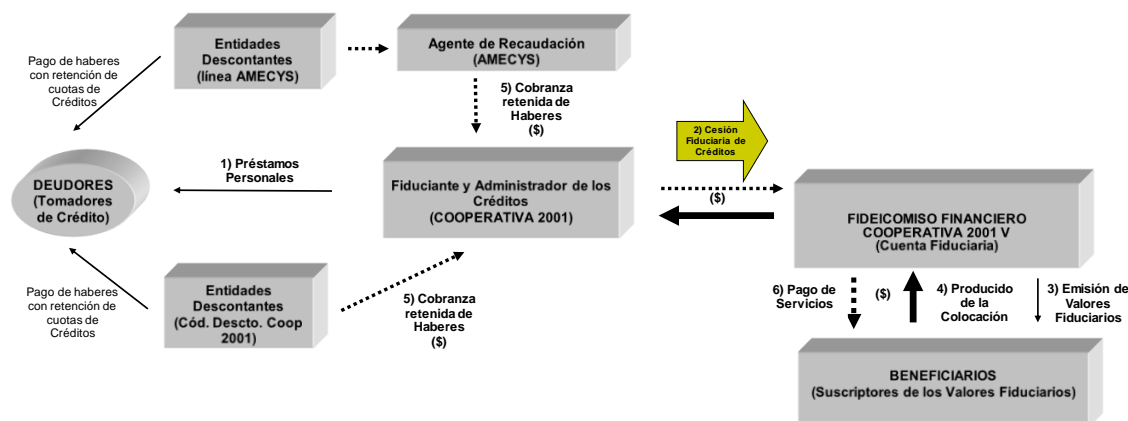 Entidades
Descontantes
(línea AMECYS)
Agente de Recaudación
(AMECYS)
Pago de haberes
con retención de
cuotas de
Créditos
5) Cobranza
retenida de
Haberes
($)
2) Cesión
Fiduciaria de
Créditos
1) Préstamos
Personales
DEUDORES
(Tomadores
de Crédito)
Fiduciante y Administrador de los
Créditos
(COOPERATIVA 2001)
($)
FIDEICOMISO FINANCIERO
COOPERATIVA 2001 V
(Cuenta Fiduciaria)
Pago de haberes
con retención de
cuotas de
Créditos
Entidades
Descontantes
(Cód. Descto. Coop
2001)
5) Cobranza
retenida de
Haberes
($)
6) Pago de
Servicios
($)
4) Producido
de la
Colocación
3) Emisión de
Valores
Fiduciarios
BENEFICIARIOS
(Suscriptores de los Valores Fiduciarios)